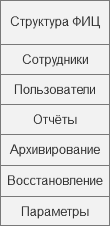 Структура ФИЦ
Сотрудники
Пользователи
Отчёты
Архивирование
Восстановление
Параметры